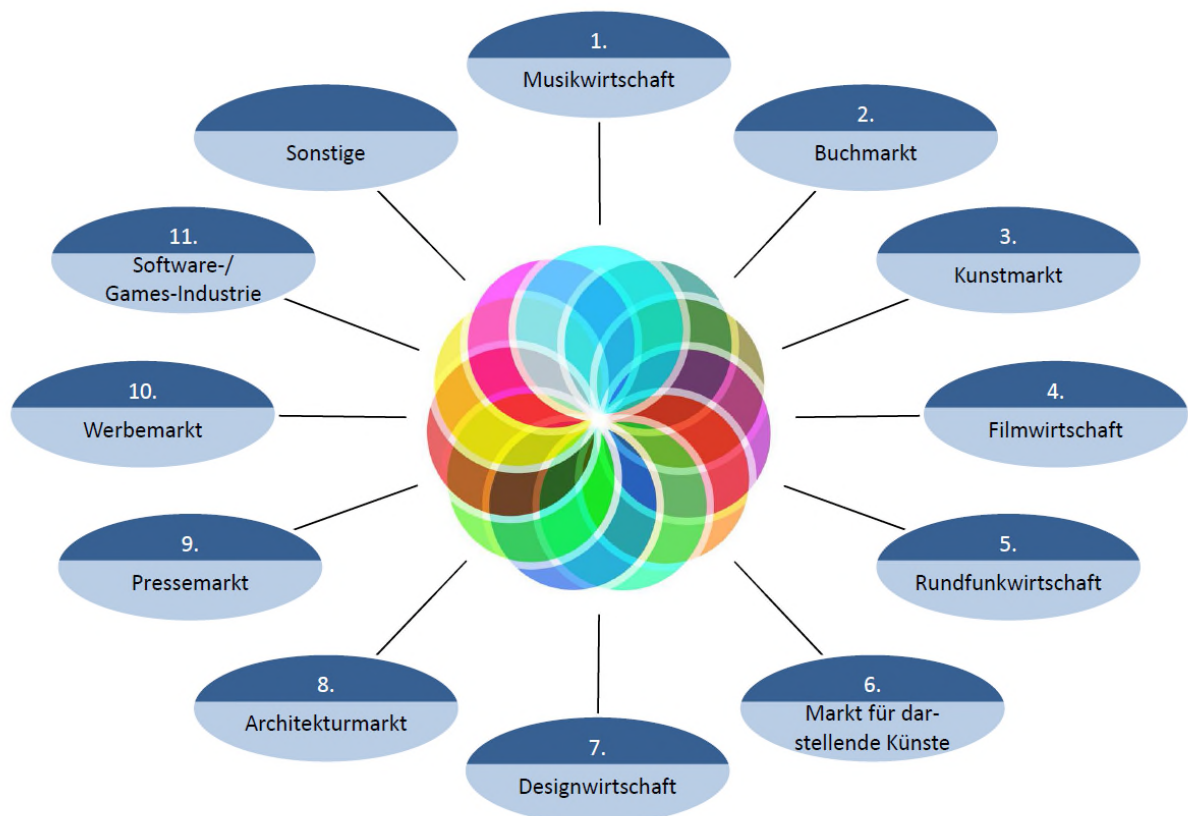 1.
Musikwirtschaft
2.
Buchmarkt
3.
Kunstmarkt
4.
Filmwirtschaft
5.
Rundfunkwirtschaft
6.
Markt für dar-
stellende Künste
7.
Designwirtschaft
8.
Architekturmarkt
9.
Pressemarkt
10.
Werbemarkt
11.
Software-/
Games-Industrie
Sonstige